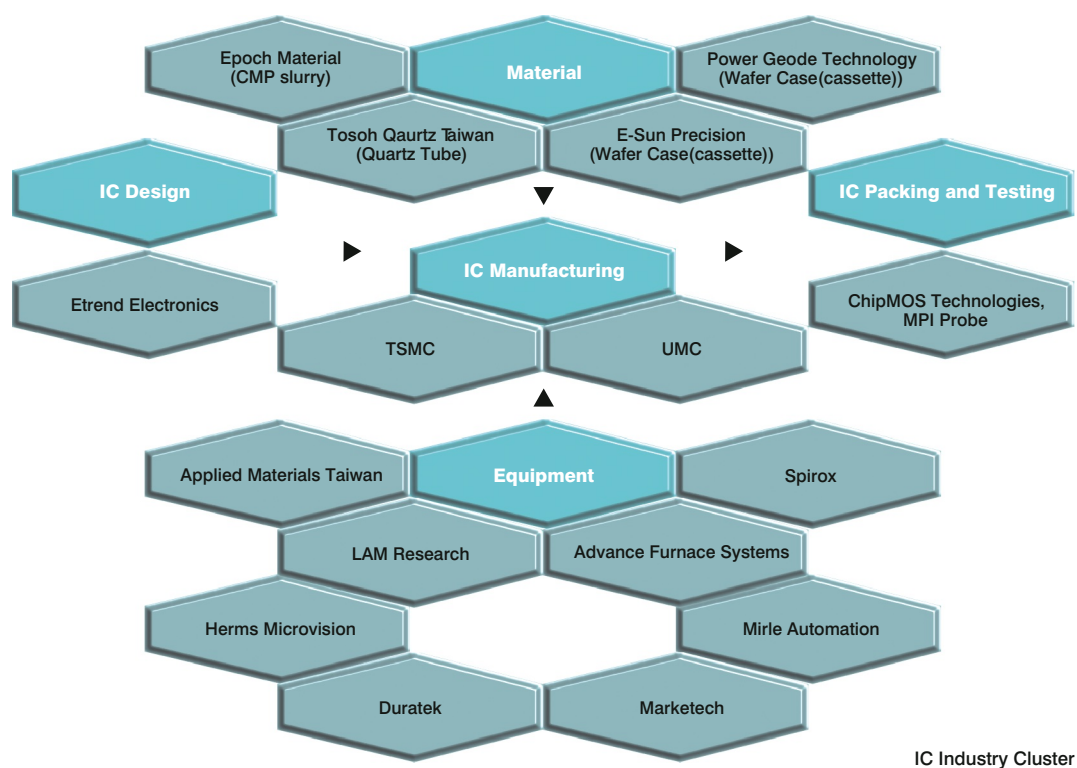 Epoch Material
(CMP slurry)
Material
Power Geode Technology
(Wafer Case(cassette))
Tosoh Qaurtz Taiwan
(Quartz Tube)
E-Sun Precision
(Wafer Case(cassette))
IC Design
IC Packing and Testing
IC Manufacturing
Etrend Electronics
ChipMOS Technologies,
MPI Probe
TSMC
UMC
Applied Materials Taiwan
Equipment
Spirox
LAM Research
Advance Furnace Systems
Herms Microvision
Mirle Automation
Duratek
Marketech
IC Industry Cluster